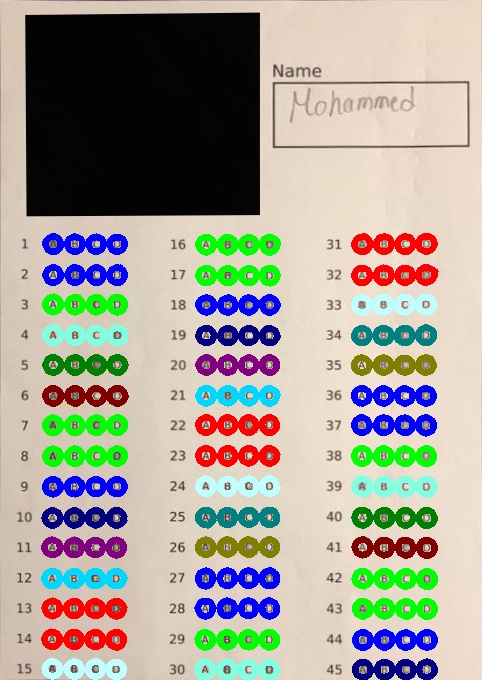 Name
Mohammed
1 A B C D 16 A B C D 31 A B C D
2 A B C D 17 A B C D 32 A B C D
3 A B C D 18 A B C D 33 A B C D
4 A B C D 19 A B C D 34 A B C D
5 A B C D 20 A B C D 35 A B C D
6 A B C D 21 A B C D 36 A B C D
7 A B C D 22 A B C D 37 A B C D
8 A B C D 23 A B C D 38 A B C D
9 A B C D 24 A B C D 39 A B C D
10 A B C D 25 A B C D 40 A B C D
11 A B C D 26 A B C D 41 A B C D
12 A B C D 27 A B C D 42 A B C D
13 A B C D 28 A B C D 43 A B C D
14 A B C D 29 A B C D 44 A B C D
15 A B C D 30 A B C D 45 A B C D